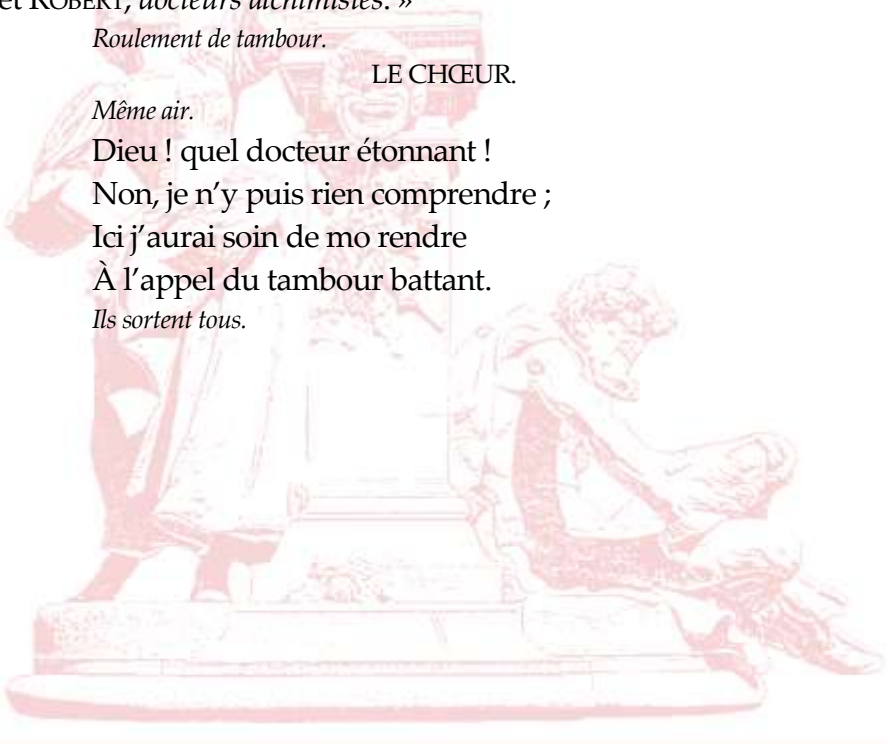 et ROBERT, docteurs alchimistes. »
Roulement de tambour.
LE CHŒUR.
Même air.
Dieu ! quel docteur étonnant !
Non, je n’y puis rien comprendre ;
Ici j’aurai soin de mo rendre
À l’appel du tambour battant.
Ils sortent tous.